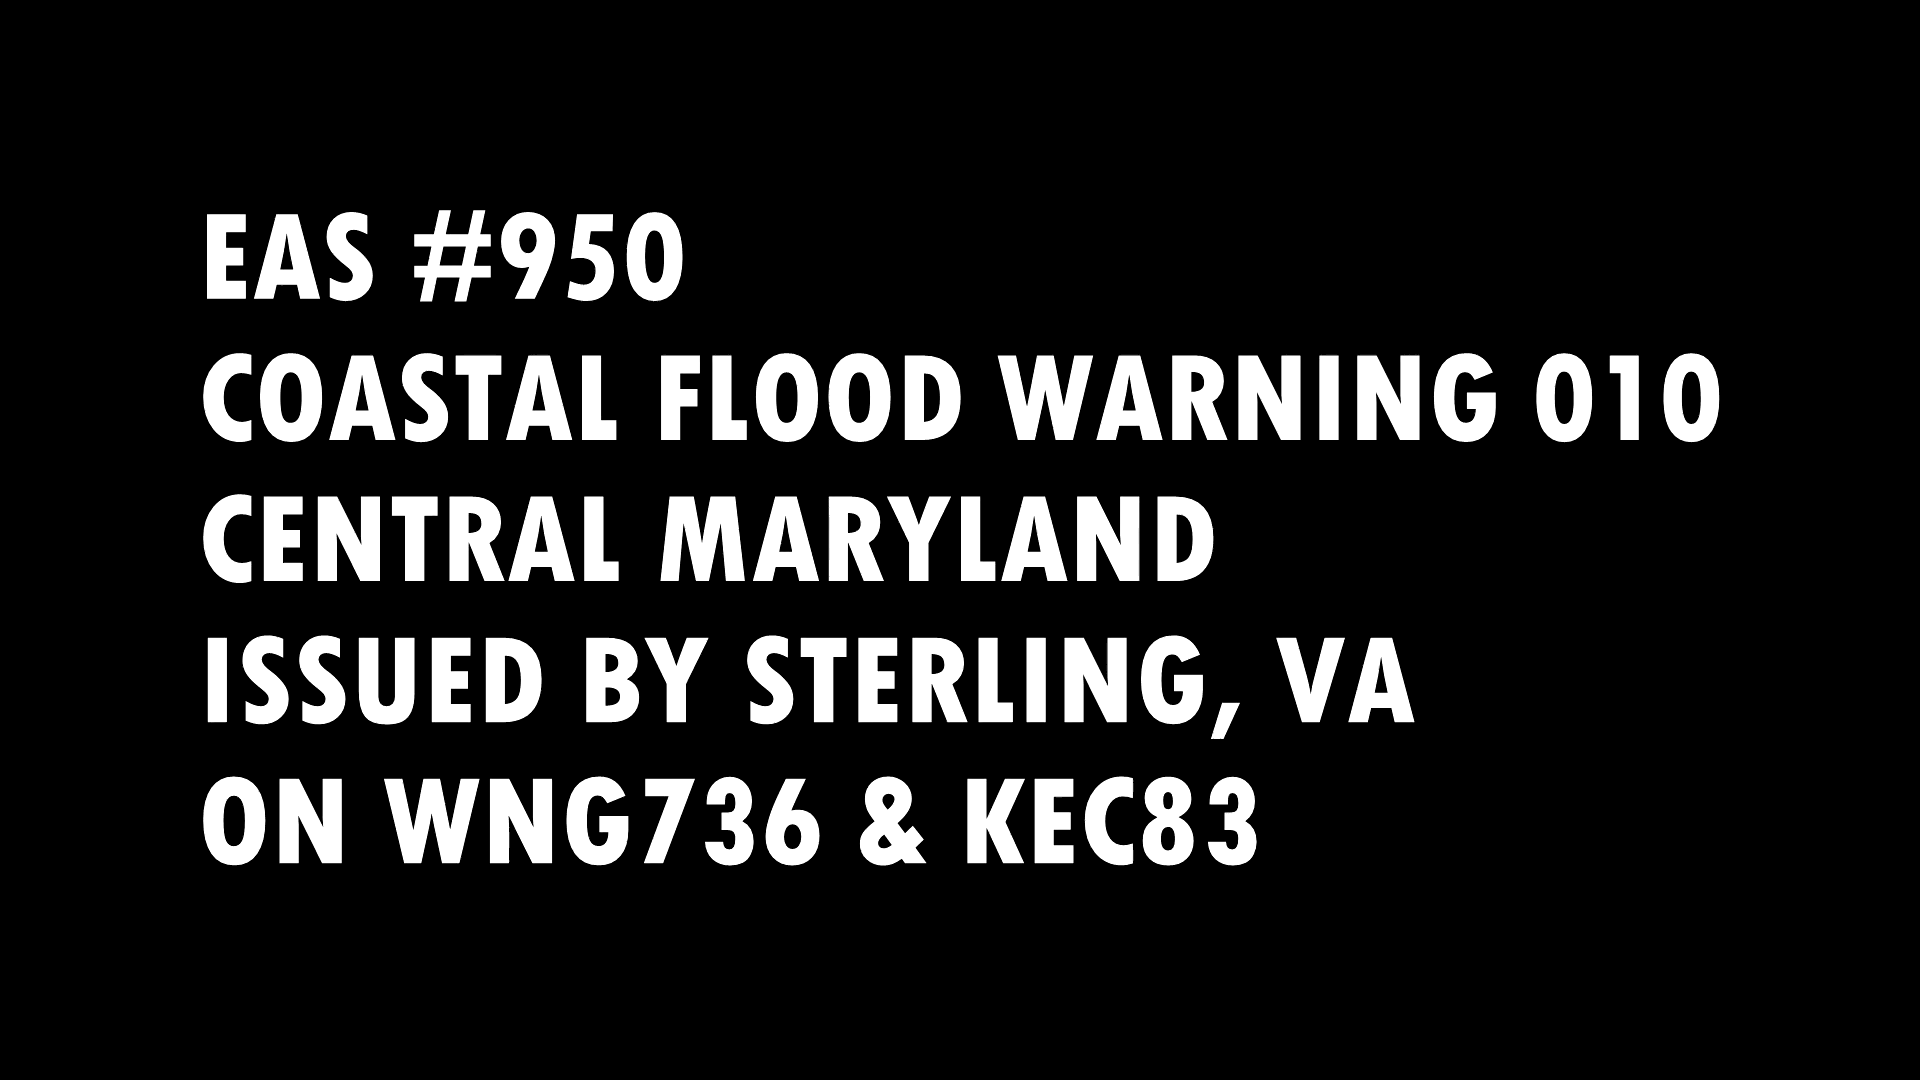 EAS #950
COASTAL FLOOD WARNING 010
CENTRAL MARYLAND
ISSUED BY STERLING, VA
ON WNG736 & KEC83